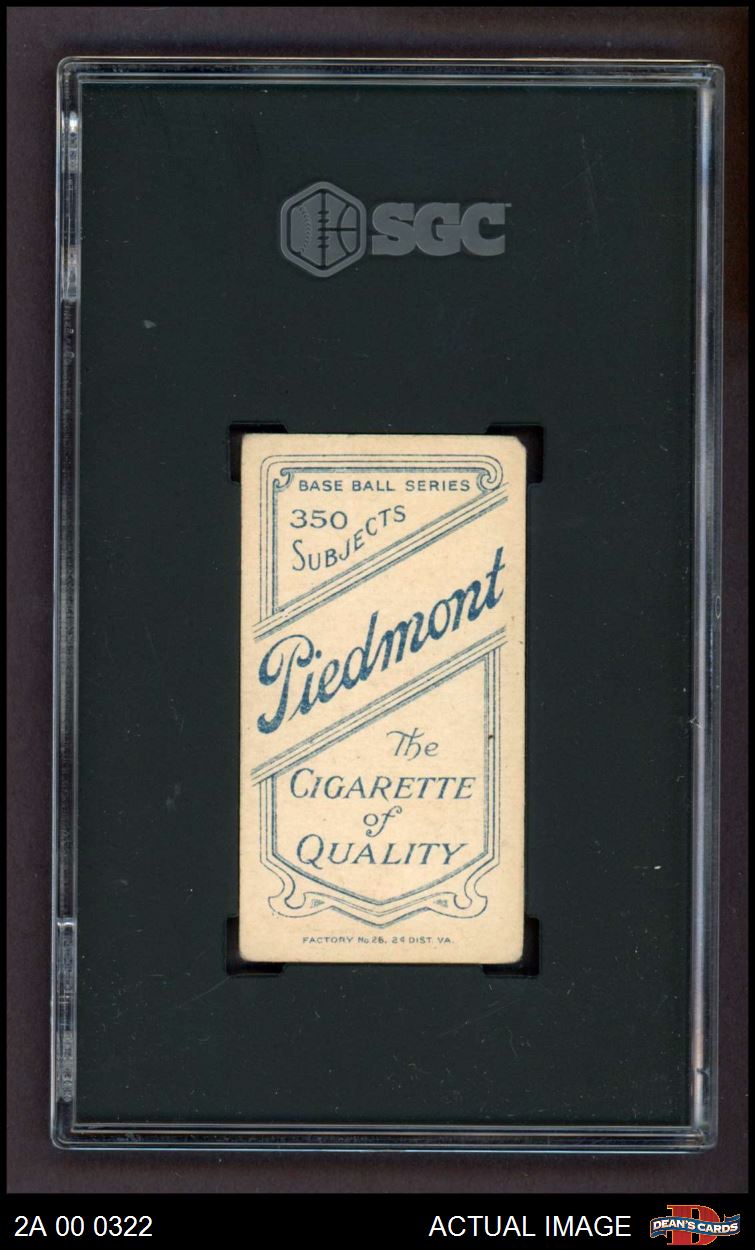 SGC
BASE BALL SERIES
350
SUBJECTS
Piedmont
The
CIGARETTE
of
QUALITY
FACTORY No 25, 2d DIST. VA.
2A 00 0322
ACTUAL IMAGE
DEAN'S CARDS